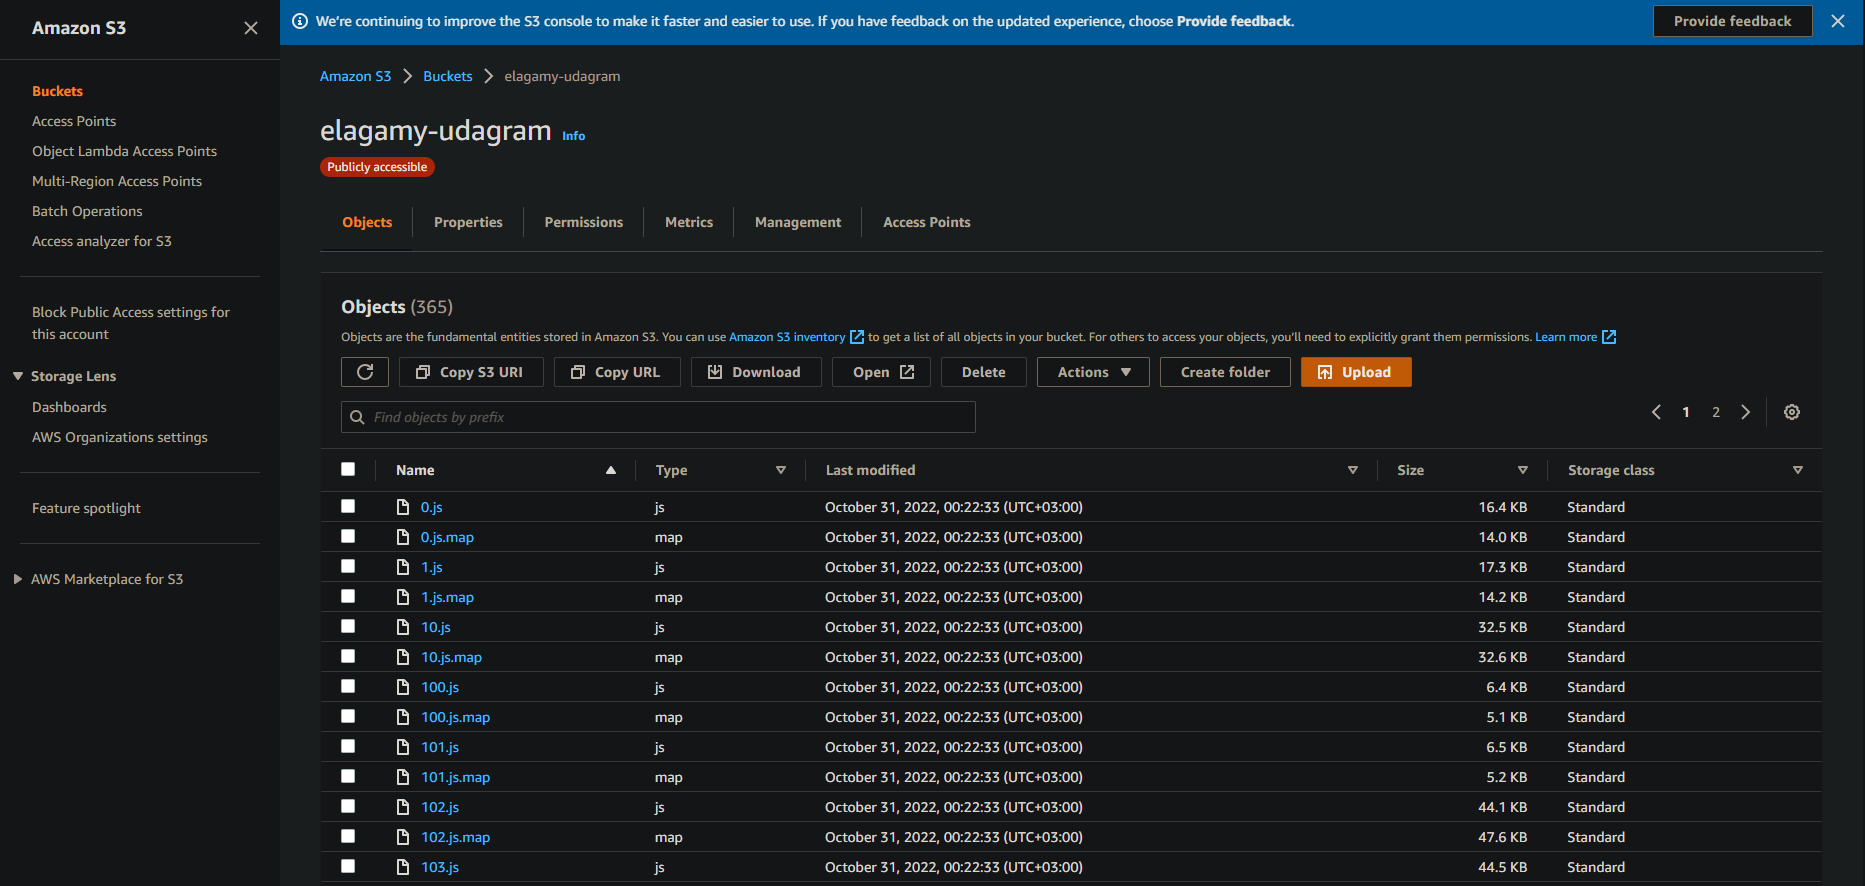 Amazon S3
We're continuing to improve the S3 console to make it faster and easier to use. If you have feedback on the updated experience, choose Provide feedback.
Provide feedback
Buckets
Access Points
Object Lambda Access Points
Multi-Region Access Points
Batch Operations
Access analyzer for S3
Block Public Access settings for
this account
Storage Lens
Dashboards
AWS Organizations settings
Feature spotlight
AWS Marketplace for S3
Amazon S3 > Buckets > elagamy-udagram
elagamy-udagram Info
Publicly accessible
Objects Properties Permissions Metrics Management Access Points
Objects (365)
Objects are the fundamental entities stored in Amazon S3. You can use Amazon S3 inventory to get a list of all objects in your bucket. For others to access your objects, you'll need to explicitly grant them permissions. Learn more
Copy S3 URI Copy URL Download Open Delete Actions Create folder Upload
Find objects by prefix
1 2
Name Type Last modified Size Storage class
0.js js October 31, 2022, 00:22:33 (UTC+03:00) 16.4 KB Standard
0.js.map map October 31, 2022, 00:22:33 (UTC+03:00) 14.0 KB Standard
1.js js October 31, 2022, 00:22:33 (UTC+03:00) 17.3 KB Standard
1.js.map map October 31, 2022, 00:22:33 (UTC+03:00) 14.2 KB Standard
10.js js October 31, 2022, 00:22:33 (UTC+03:00) 32.5 KB Standard
10.js.map map October 31, 2022, 00:22:33 (UTC+03:00) 32.6 KB Standard
100.js js October 31, 2022, 00:22:33 (UTC+03:00) 6.4 KB Standard
100.js.map map October 31, 2022, 00:22:33 (UTC+03:00) 5.1 KB Standard
101.js js October 31, 2022, 00:22:33 (UTC+03:00) 6.5 KB Standard
101.js.map map October 31, 2022, 00:22:33 (UTC+03:00) 5.2 KB Standard
102.js js October 31, 2022, 00:22:33 (UTC+03:00) 44.1 KB Standard
102.js.map map October 31, 2022, 00:22:33 (UTC+03:00) 47.6 KB Standard
103.js js October 31, 2022, 00:22:33 (UTC+03:00) 44.5 KB Standard